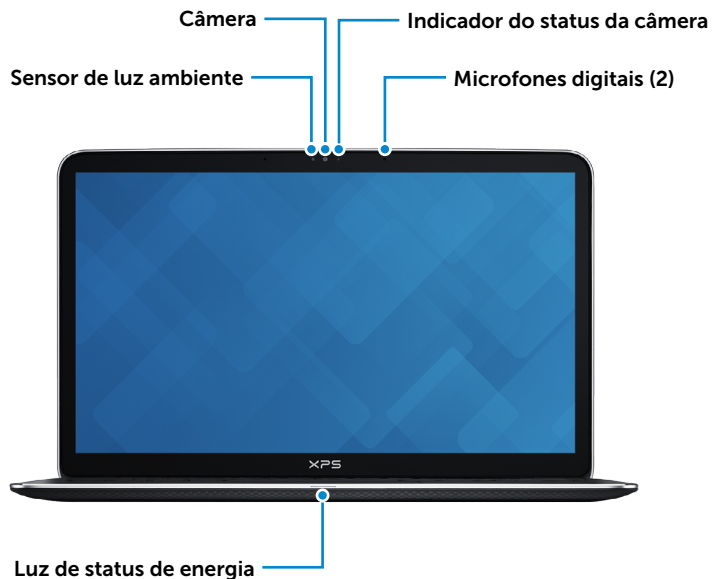 Câmera
Indicador do status da câmera
Sensor de luz ambiente
Microfones digitais (2)
XPS
Luz de status de energia